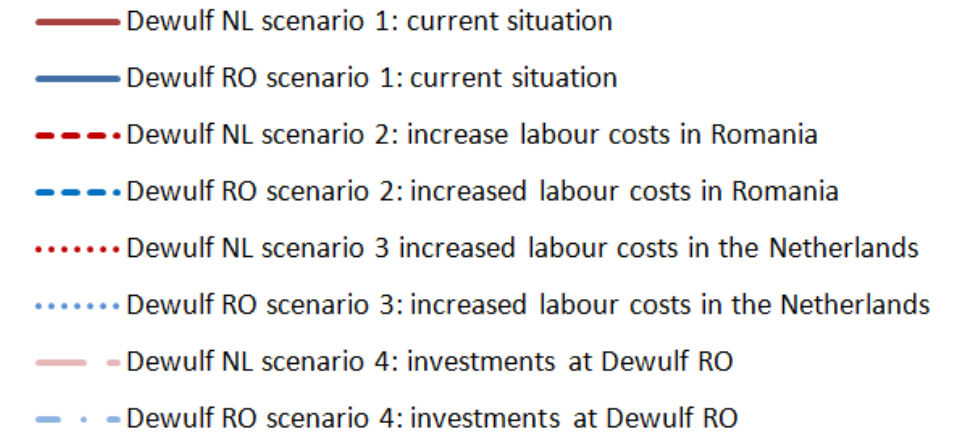 Dewulf NL scenario 1: current situation
Dewulf RO scenario 1: current situation
Dewulf NL scenario 2: increase labour costs in Romania
Dewulf RO scenario 2: increased labour costs in Romania
Dewulf NL scenario 3 increased labour costs in the Netherlands
Dewulf RO scenario 3: increased labour costs in the Netherlands
Dewulf NL scenario 4: investments at Dewulf RO
Dewulf RO scenario 4: investments at Dewulf RO